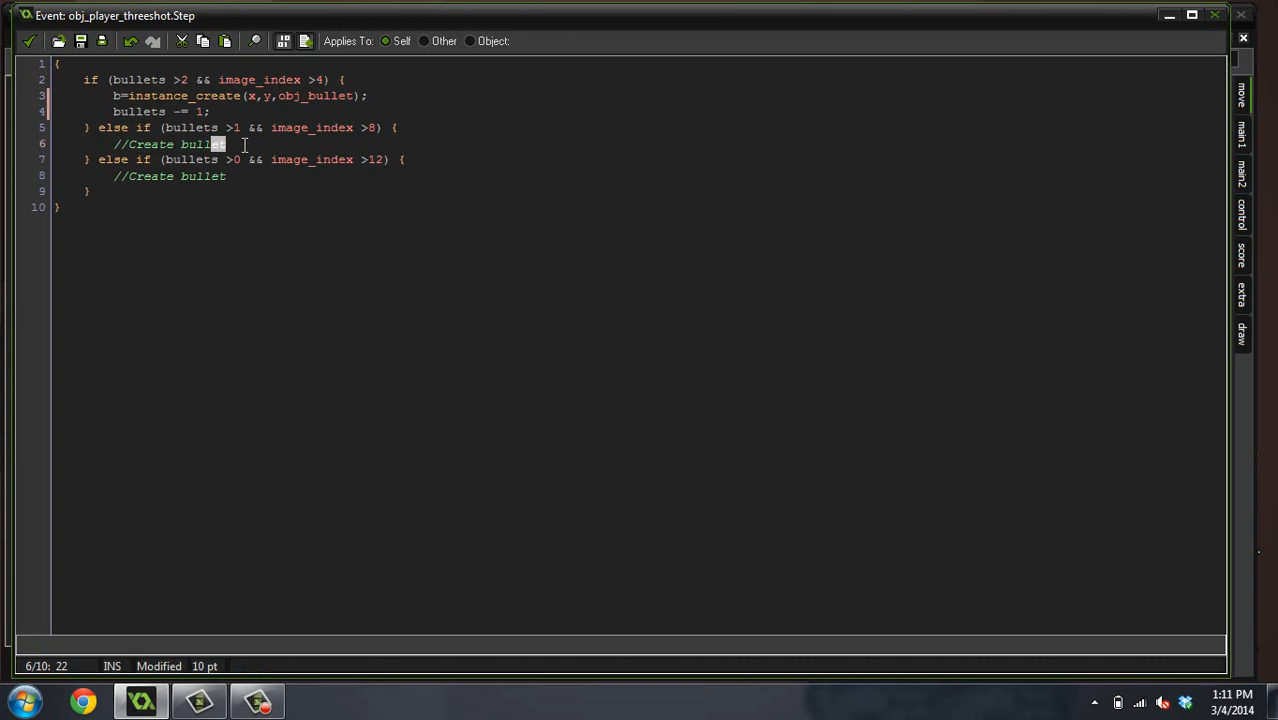 Event: obj_player_threeshot.Step
Applies To: Self Other Object:
1 {
2 if (bullets >2 && image_index >4) {
3 b=instance_create(x,y,obj_bullet);
4 bullets -= 1;
5 } else if (bullets >1 && image_index >8) {
6 //Create bullet
7 } else if (bullets >0 && image_index >12) {
8 //Create bullet
9 }
10 }
move
main1
main2
control
score
extra
draw
6/10: 22 INS Modified 10 pt
1:11 PM
3/4/2014